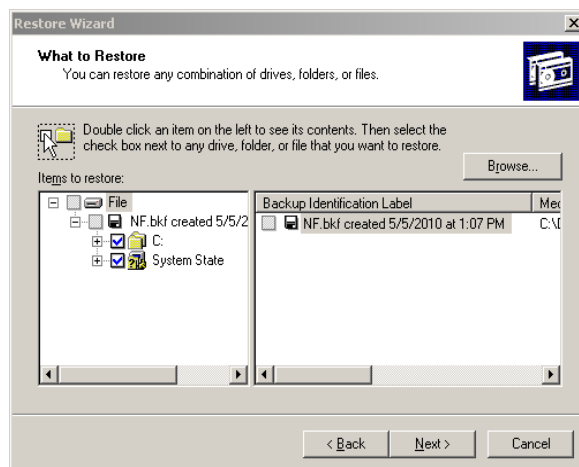 Restore Wizard
What to Restore
You can restore any combination of drives, folders, or files.
Double click an item on the left to see its contents. Then select the
check box next to any drive, folder, or file that you want to restore.
Browse...
Items to restore:
File
NF.bkf created 5/5/2
C:
System State
Backup Identification Label
NF.bkf created 5/5/2010 at 1:07 PM
C:\
< Back
Next >
Cancel